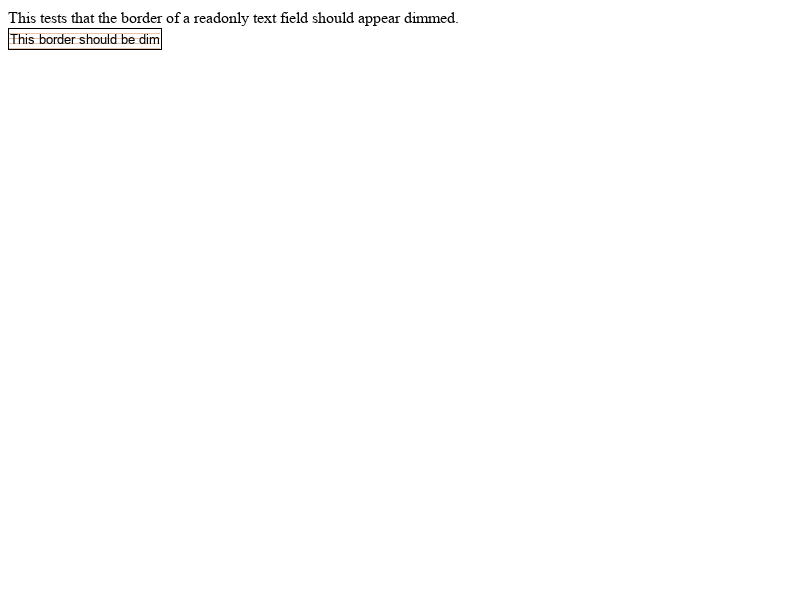 This tests that the border of a readonly text field should appear dimmed.
This border should be dim